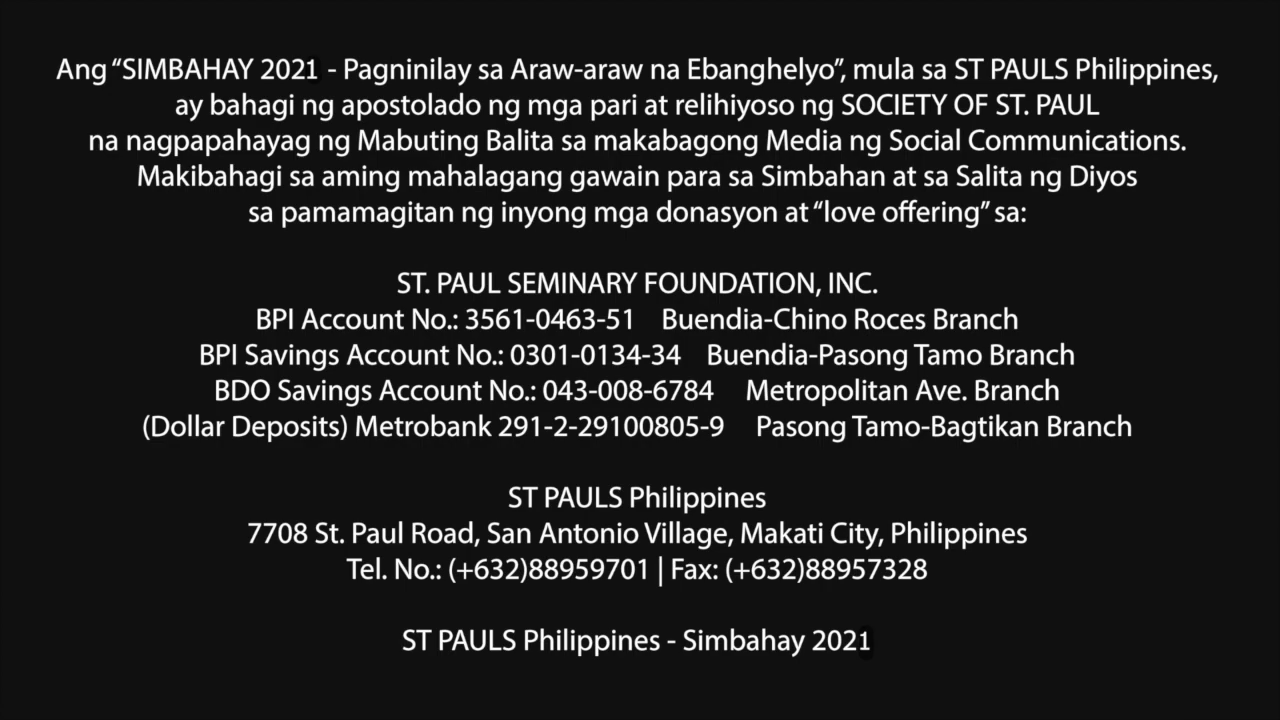 Ang “SIMBAHAY 2021 - Pagninilay sa Araw-araw na Ebanghelyo”, mula sa ST PAULS Philippines,
ay bahagi ng apostolado ng mga pari at relihiyoso ng SOCIETY OF ST. PAUL
na nagpapahayag ng Mabuting Balita sa makabagong Media ng Social Communications.
Makibahagi sa aming mahalagang gawain para sa Simbahan at sa Salita ng Diyos
sa pamamagitan ng inyong mga donasyon at “love offering” sa:
ST. PAUL SEMINARY FOUNDATION, INC.
BPI Account No.: 3561-0463-51 Buendia-Chino Roces Branch
BPI Savings Account No.: 0301-0134-34 Buendia-Pasong Tamo Branch
BDO Savings Account No.: 043-008-6784 Metropolitan Ave. Branch
(Dollar Deposits) Metrobank 291-2-29100805-9 Pasong Tamo-Bagtikan Branch
ST PAULS Philippines
7708 St. Paul Road, San Antonio Village, Makati City, Philippines
Tel. No.: (+632)88959701 | Fax: (+632)88957328
ST PAULS Philippines - Simbahay 2021